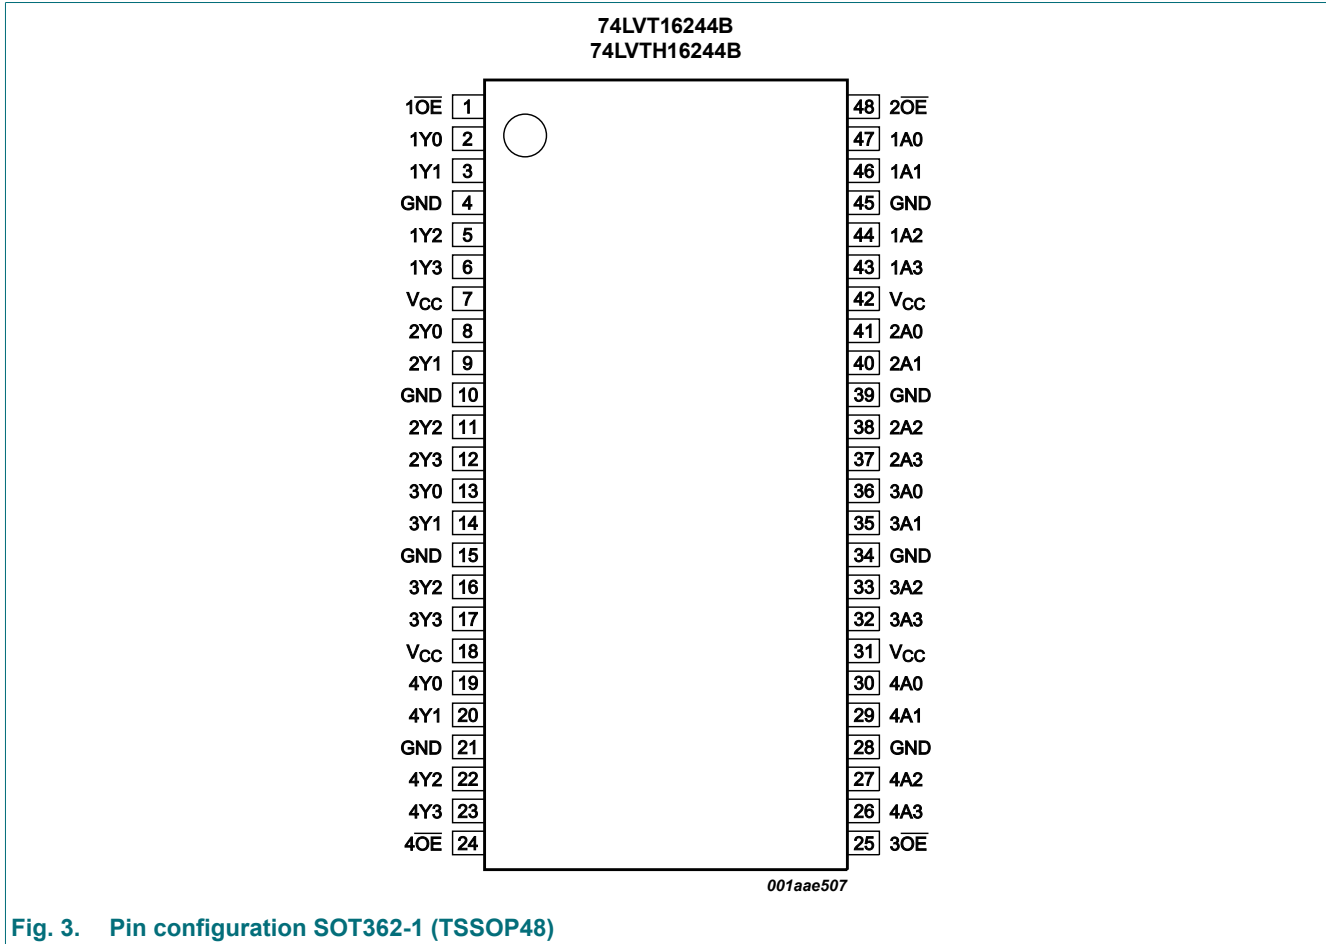 74LVT16244B
74LVTH16244B
1O̅E̅ 1 48 2O̅E̅
1Y0 2 47 1A0
1Y1 3 46 1A1
GND 4 45 GND
1Y2 5 44 1A2
1Y3 6 43 1A3
VCC 7 42 VCC
2Y0 8 41 2A0
2Y1 9 40 2A1
GND 10 39 GND
2Y2 11 38 2A2
2Y3 12 37 2A3
3Y0 13 36 3A0
3Y1 14 35 3A1
GND 15 34 GND
3Y2 16 33 3A2
3Y3 17 32 3A3
VCC 18 31 VCC
4Y0 19 30 4A0
4Y1 20 29 4A1
GND 21 28 GND
4Y2 22 27 4A2
4Y3 23 26 4A3
4O̅E̅ 24 25 3O̅E̅
001aae507
Fig. 3. Pin configuration SOT362-1 (TSSOP48)